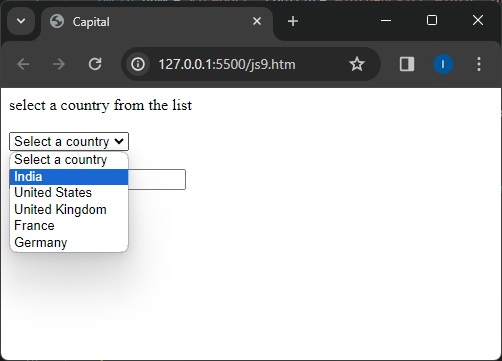 Capital
127.0.0.1:5500/js9.htm
I
select a country from the list
Select a country
Select a country
India
United States
United Kingdom
France
Germany